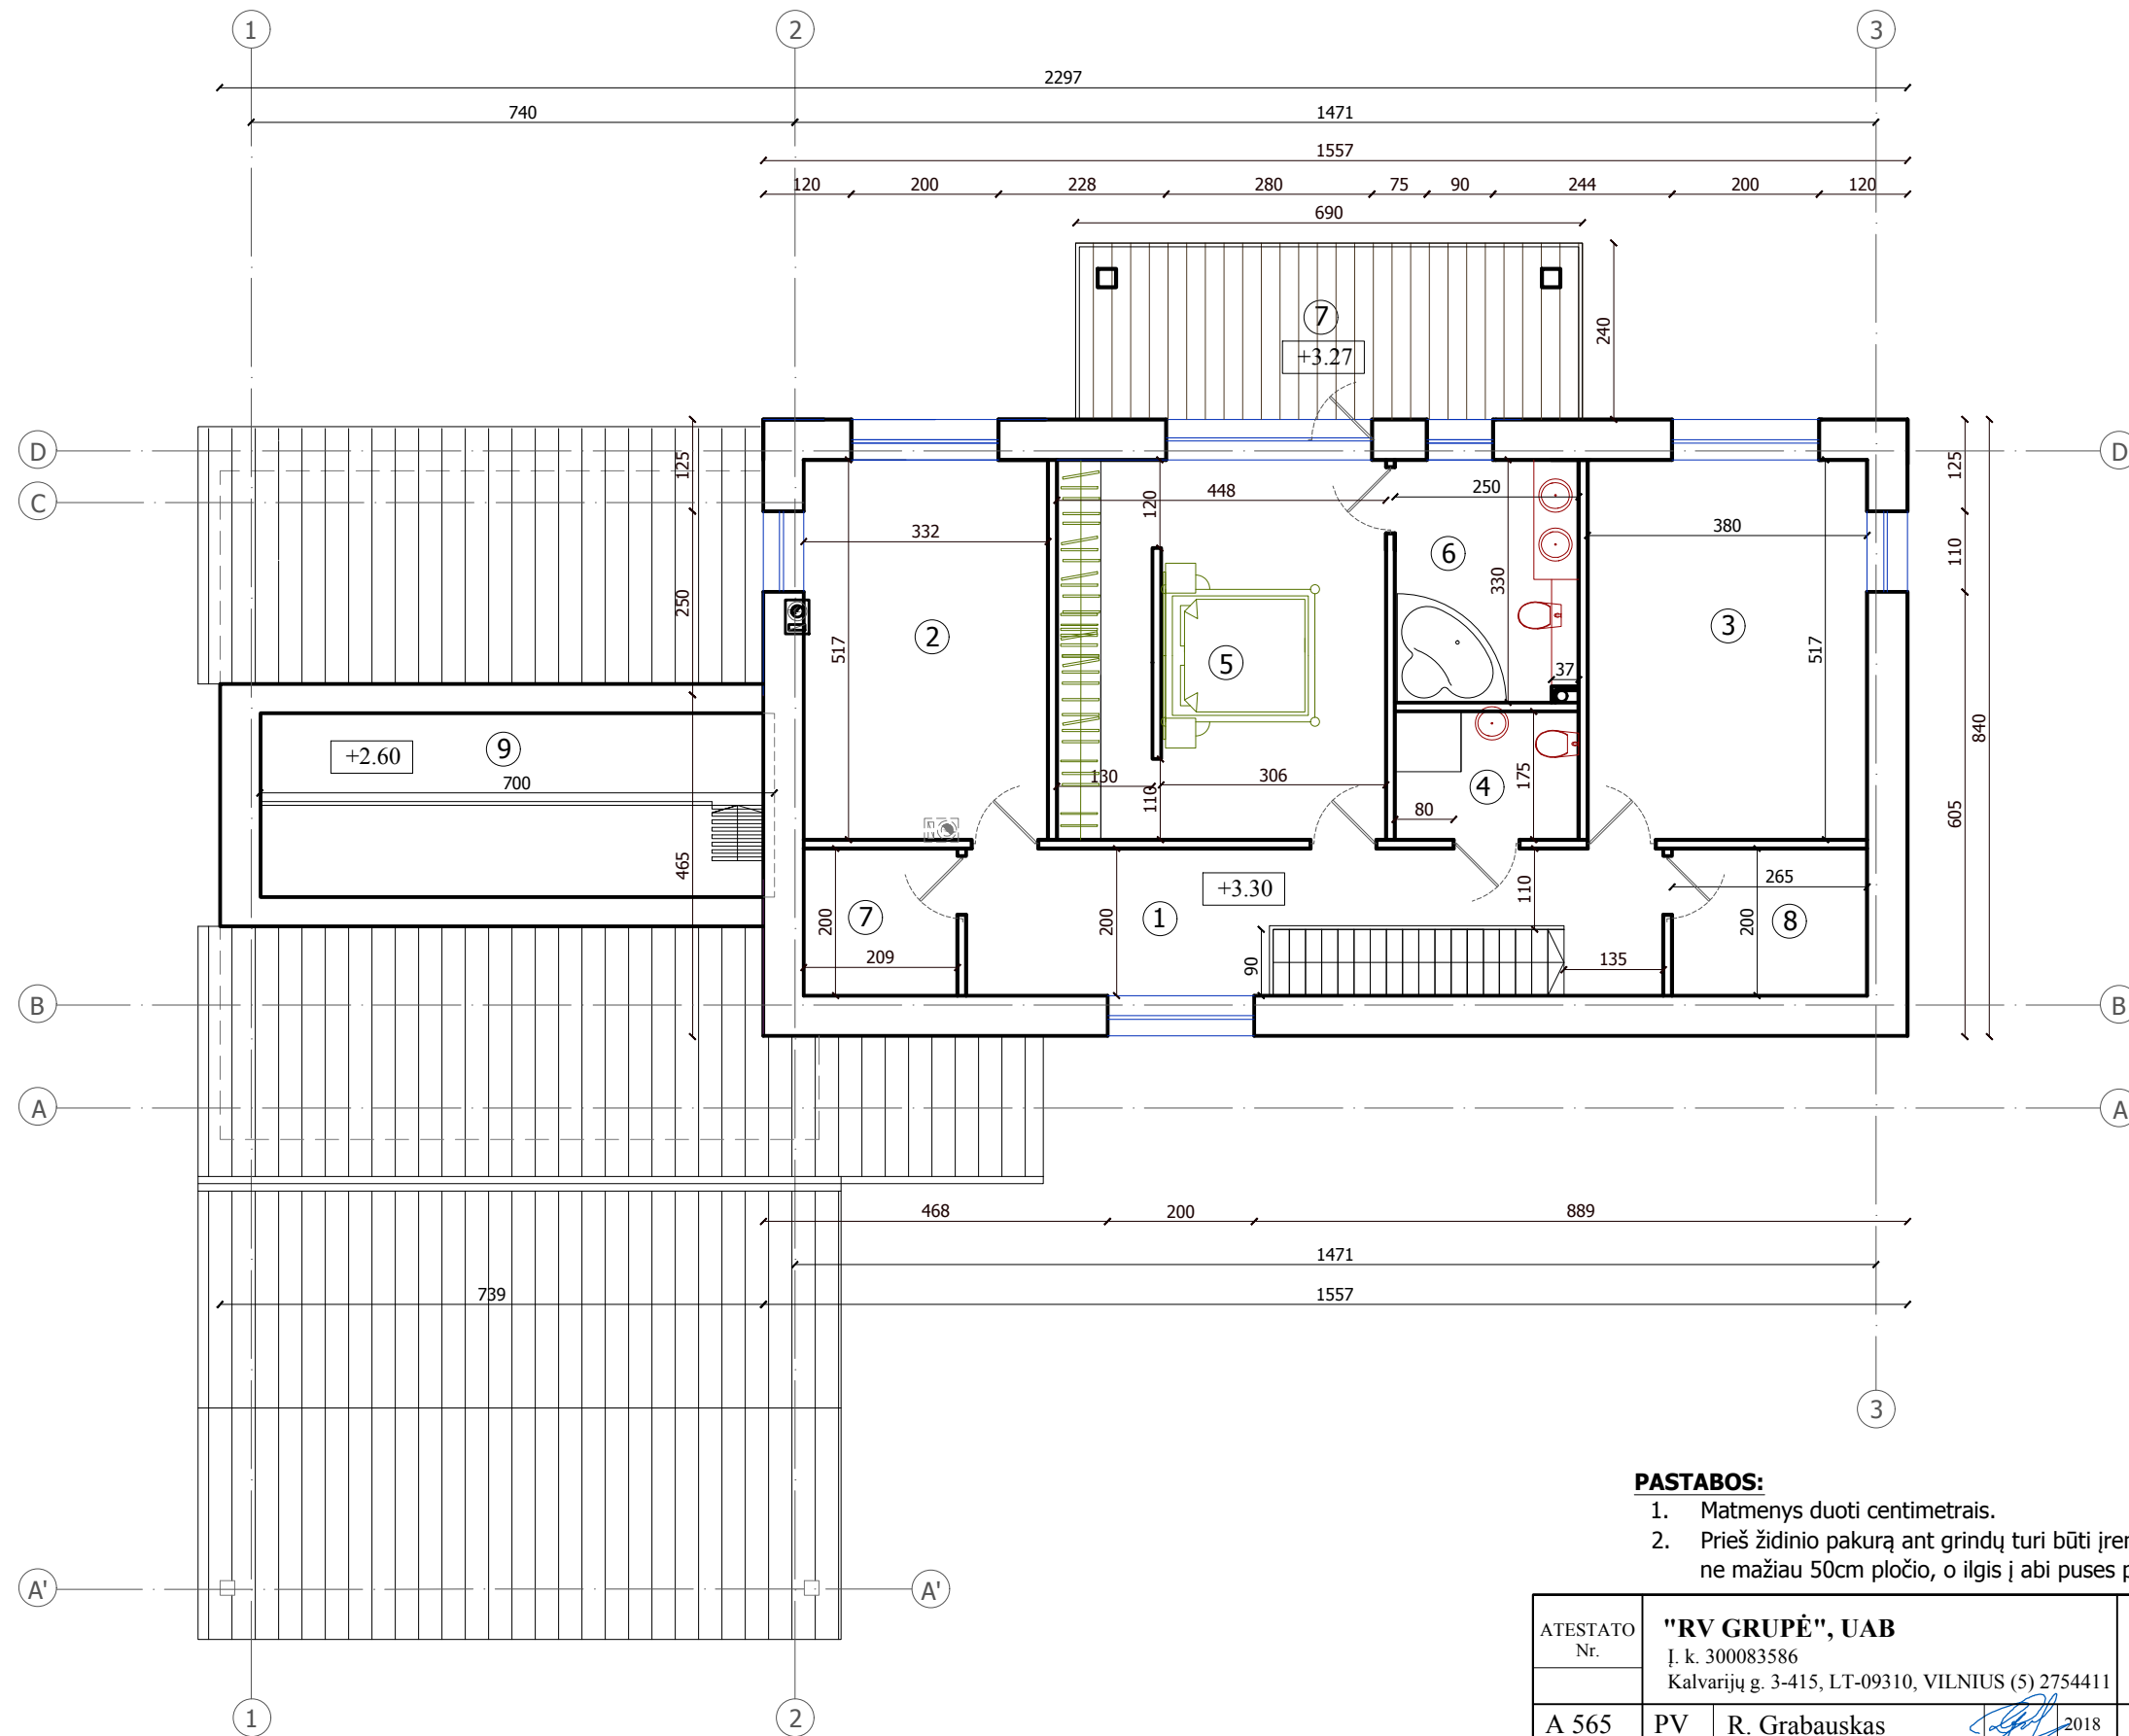 1 2 3
2297
740 1471
1557
120 200 228 280 75 90 244 200 120
690
240
7
+3.27
D D
125 125
C
448 250
120
332 380
110
6
330
250
2 5 3
517 517
37
840
9
+2.60
700
130 306
110
175
4
80
605
465
+3.30
265
110
200 7 200 1 200 8
209 90 135
B B
A A
468 200 889
1471
739 1557
3
PASTABOS:
1. Matmenys duoti centimetrais.
2. Prieš židinio pakurą ant grindų turi būti
ne mažiau 50cm pločio, o ilgis į abi puses
A' A'
ATESTATO
Nr.
"RV GRUPĖ", UAB
Į. k. 300083586
Kalvarijų g. 3-415, LT-09310, VILNIUS (5) 2754411
A 565 PV R. Grabauskas 2018
1 2